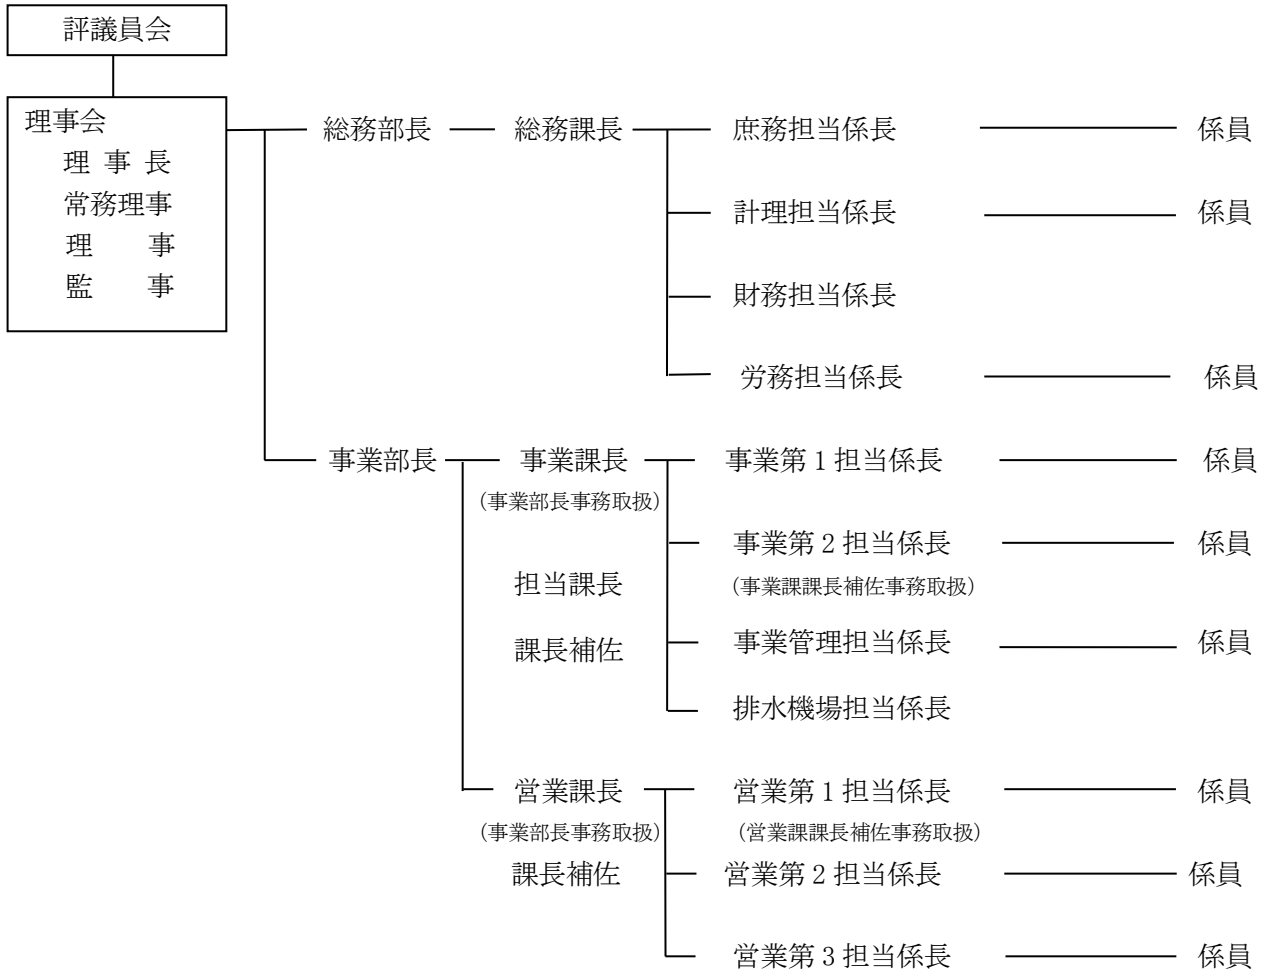 評議員会
理事会
理 事 長
常務理事
理　　事
監　　事
総務部長 総務課長 庶務担当係長 係員
計理担当係長 係員
財務担当係長
労務担当係長 係員
事業部長 事業課長 事業第1担当係長 係員
(事業部長事務取扱)
事業第2担当係長 係員
担当課長 (事業課課長補佐事務取扱)
課長補佐 事業管理担当係長 係員
排水機場担当係長
営業課長 営業第1担当係長 係員
(事業部長事務取扱) (営業課課長補佐事務取扱)
課長補佐 営業第2担当係長 係員
営業第3担当係長 係員